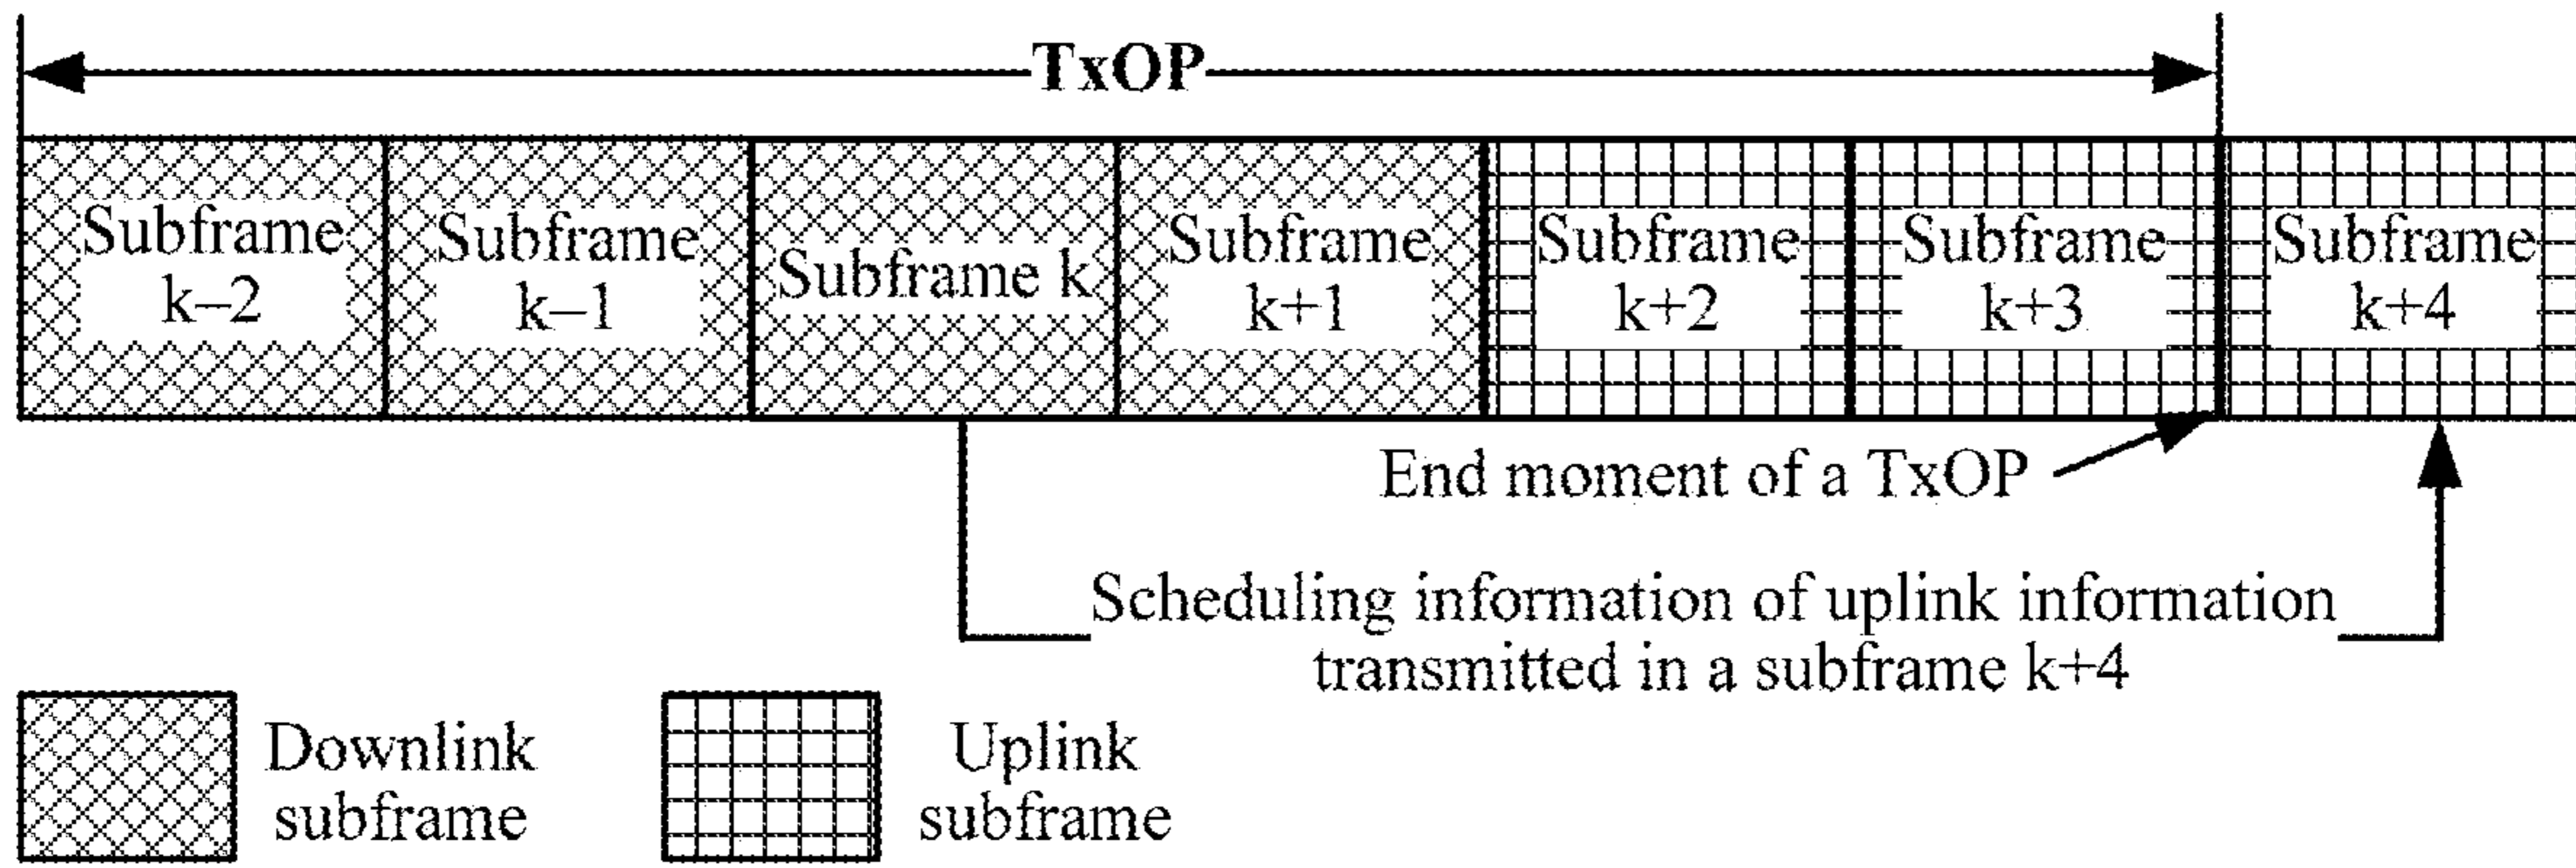 TxOP
Subframe
k–2
Subframe
k–1
Subframe k
Subframe
k+1
Subframe
k+2
Subframe
k+3
Subframe
k+4
End moment of a TxOP
Scheduling information of uplink information
transmitted in a subframe k+4
Downlink
subframe
Uplink
subframe